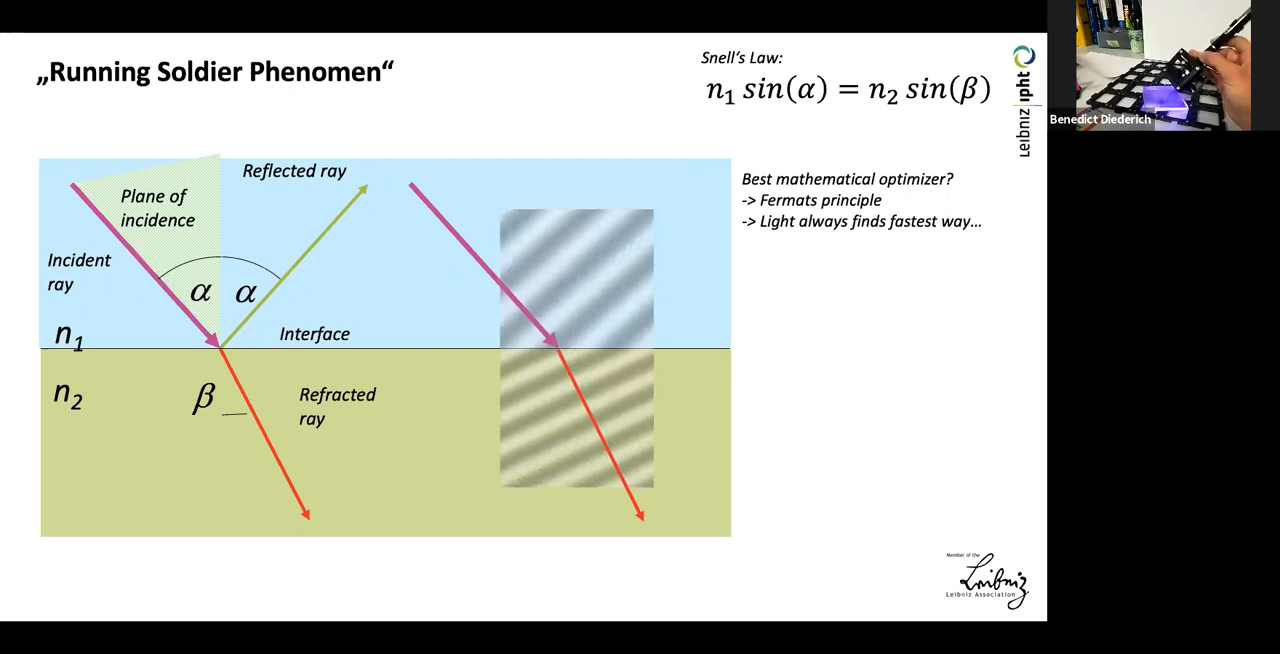 „Running Soldier Phenomen“
Snell‘s Law:
n₁ sin(α) = n₂ sin(β)
Leibniz ipht
Benedict Diederich
Reflected ray
Plane of
incidence
Incident
ray
α α
n₁
Interface
n₂
β
Refracted
ray
Best mathematical optimizer?
-> Fermats principle
-> Light always finds fastest way…
Member of the
Leibniz
Leibniz Association